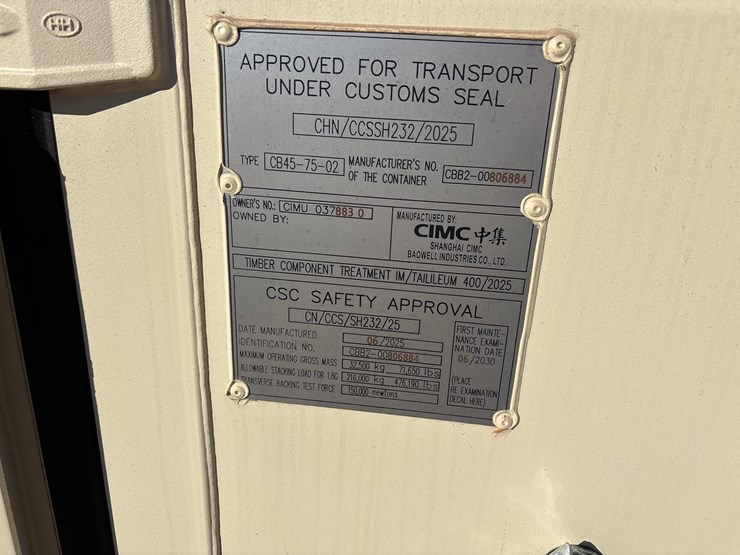 HH
APPROVED FOR TRANSPORT
UNDER CUSTOMS SEAL
CHN/CCSSH232/2025
TYPE CB45-75-02 MANUFACTURER'S NO. OF THE CONTAINER CBB2-00806884
OWNER'S NO.: CIMU 037883 0
OWNED BY:
MANUFACTURED BY:
CIMC 中集
SHANGHAI CIMC
BAOWELL INDUSTRIES CO., LTD.
TIMBER COMPONENT TREATMENT IM/TAILILEUM 400/2025
CSC SAFETY APPROVAL
CN/CCS/SH232/25
DATE MANUFACTURED 06/2025
IDENTIFICATION NO. CBB2-00806884
MAXIMUM OPERATING GROSS MASS 32,500 kg 71,650 lbs
ALLOWABLE STACKING LOAD FOR 1.8G 216,000 kg 476,190 lbs
TRANSVERSE RACKING TEST FORCE 150,000 newtons
FIRST MAINTE-
NANCE EXAMI-
NATION DATE
06/2030
(PLACE
RE EXAMINATION
DECAL HERE)